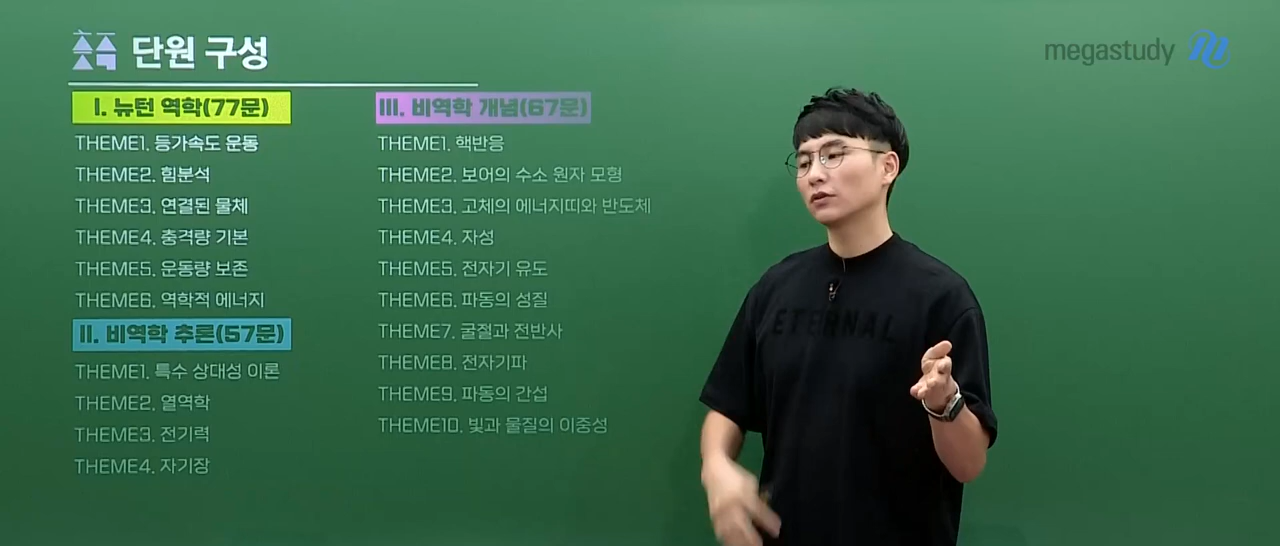 단원 구성
megastudy
I. 뉴턴 역학(77문)
THEME1. 등가속도 운동
THEME2. 힘분석
THEME3. 연결된 물체
THEME4. 충격량 기본
THEME5. 운동량 보존
THEME6. 역학적 에너지
II. 비역학 추론(57문)
THEME1. 특수 상대성 이론
THEME2. 열역학
THEME3. 전기력
THEME4. 자기장
III. 비역학 개념(67문)
THEME1. 핵반응
THEME2. 보어의 수소 원자 모형
THEME3. 고체의 에너지띠와 반도체
THEME4. 자성
THEME5. 전자기 유도
THEME6. 파동의 성질
THEME7. 굴절과 전반사
THEME8. 전자기파
THEME9. 파동의 간섭
THEME10. 빛과 물질의 이중성
ETERNAL